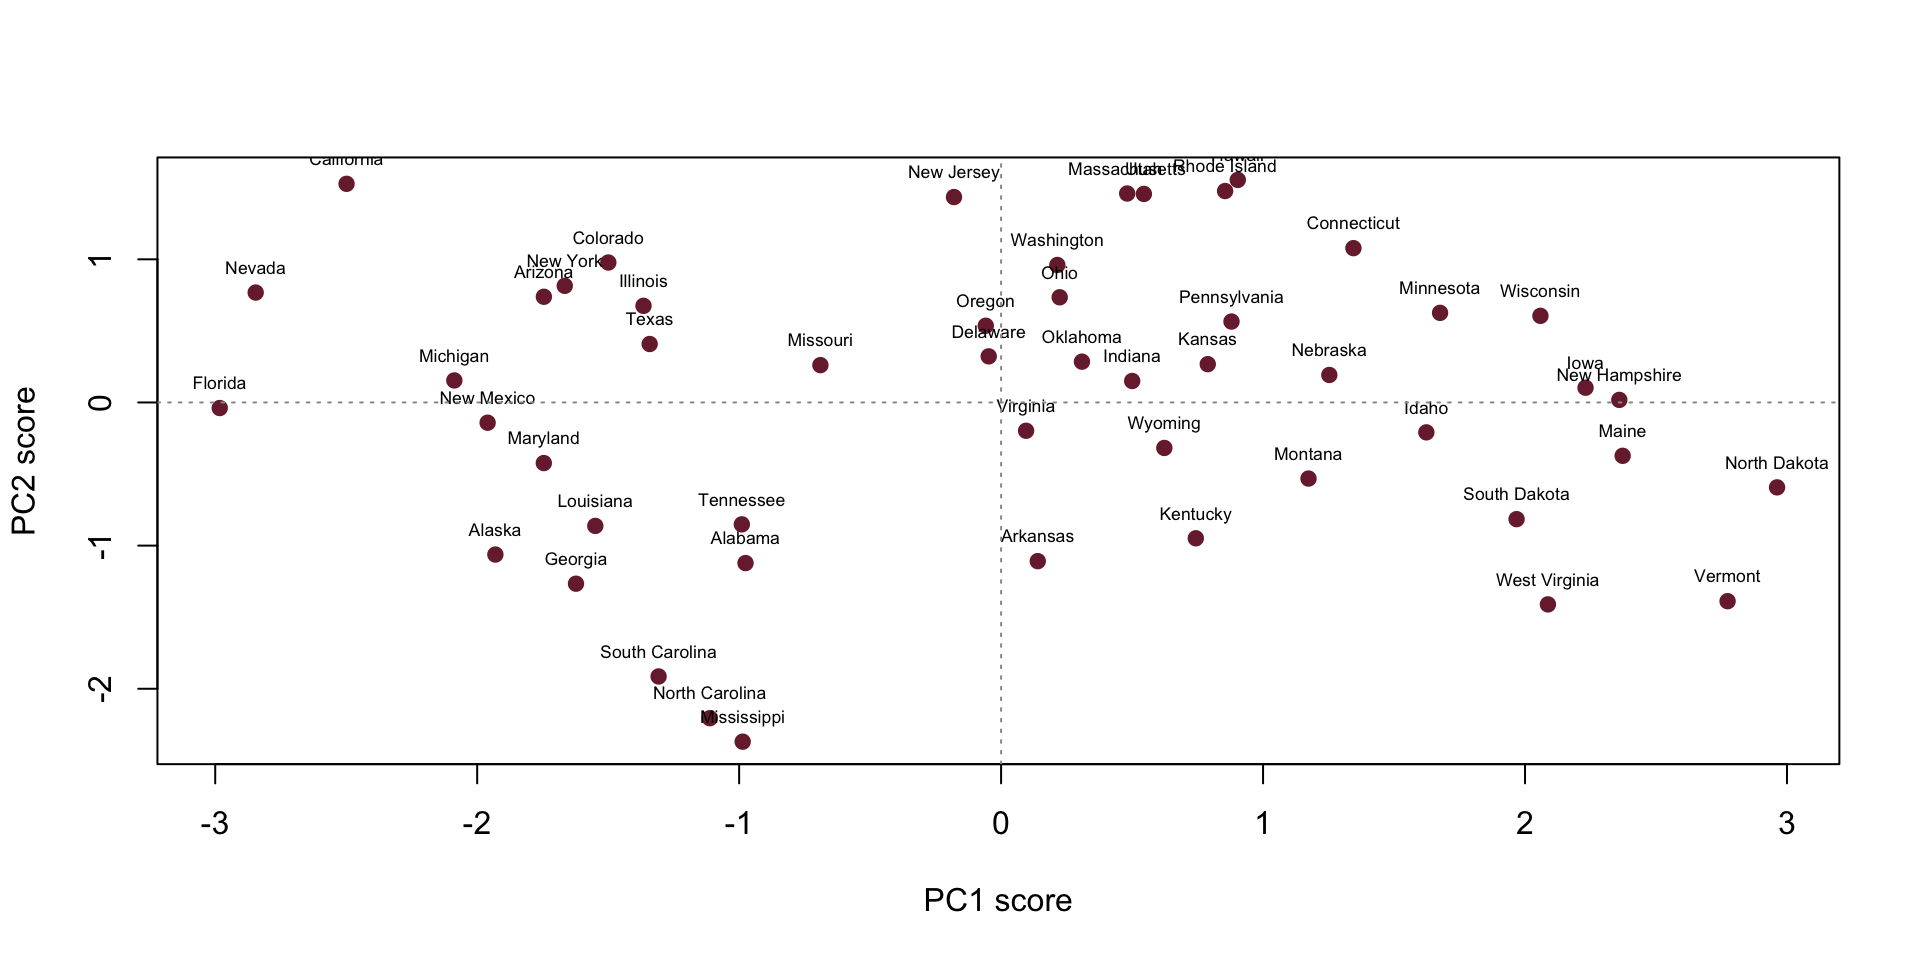 California
Hawaii
Rhode Island
Massachusetts
Utah
New Jersey
Connecticut
Colorado
Washington
New York
Nevada
Arizona
Ohio
Illinois
Minnesota
Wisconsin
Pennsylvania
Oregon
Texas
Delaware
Oklahoma
Kansas
Missouri
Nebraska
Michigan
Indiana
Iowa
New Hampshire
Florida
New Mexico
Virginia
Idaho
Wyoming
Maine
Maryland
Montana
North Dakota
South Dakota
Louisiana
Tennessee
Kentucky
Alaska
Arkansas
Alabama
Georgia
Vermont
West Virginia
South Carolina
North Carolina
Mississippi
1
0
-1
-2
PC2 score
-3 -2 -1 0 1 2 3
PC1 score